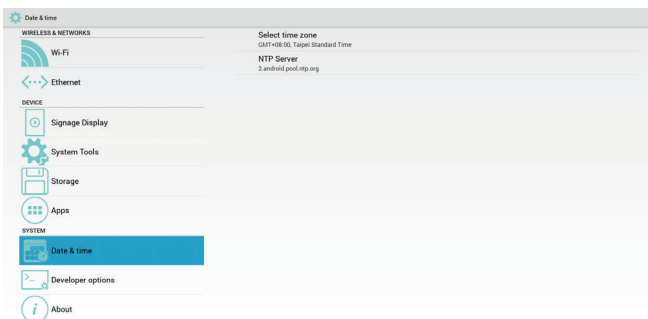 Date & time
WIRELESS & NETWORKS
Wi-Fi
Ethernet
DEVICE
Signage Display
System Tools
Storage
Apps
SYSTEM
Date & time
Developer options
About
Select time zone
GMT+08:00, Taipei Standard Time
NTP Server
2.android.pool.ntp.org